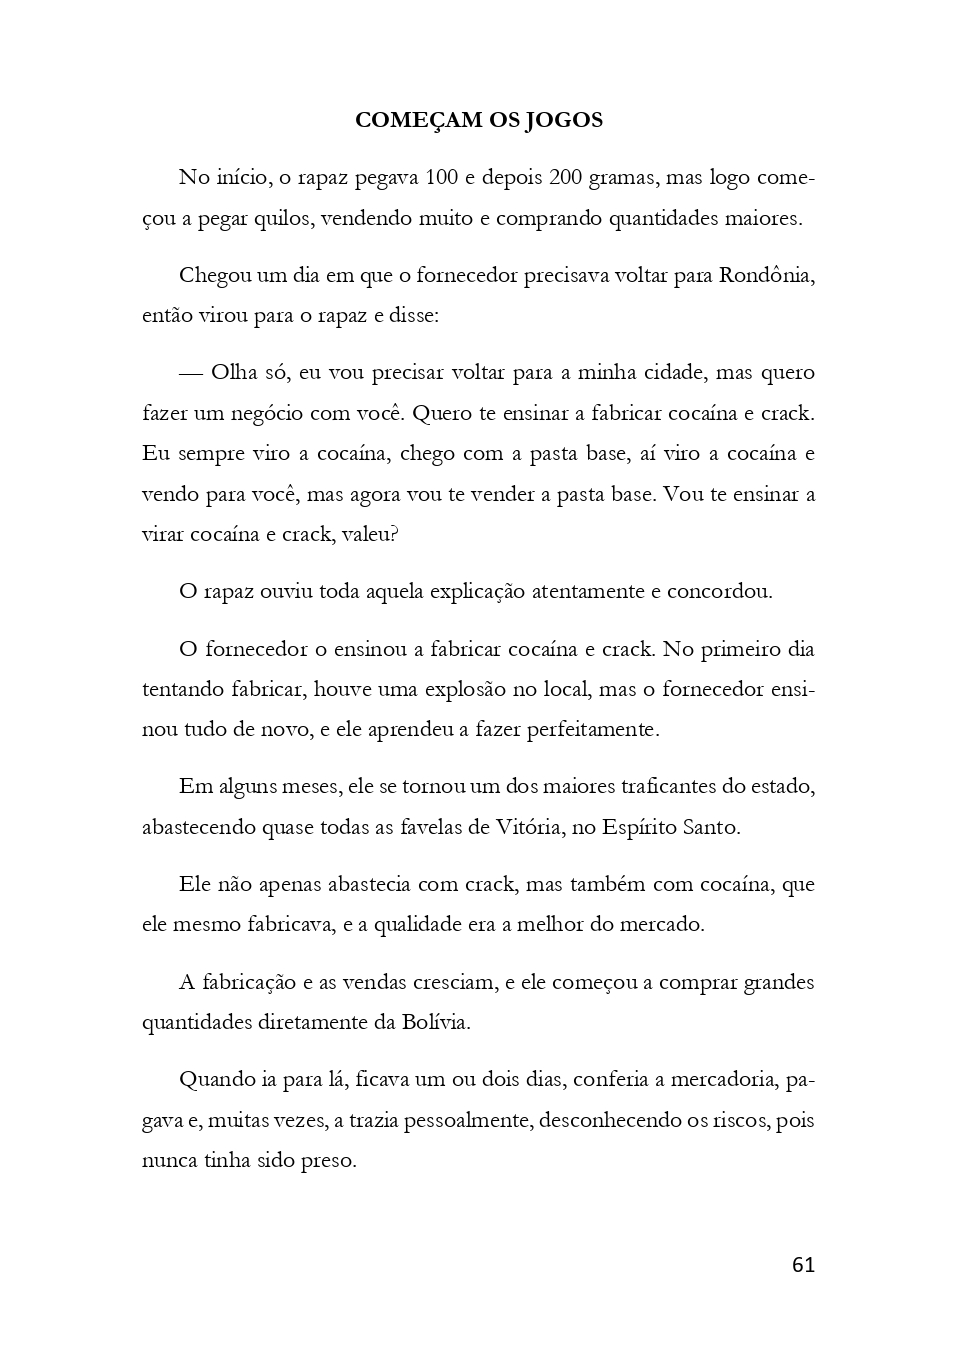 COMEÇAM OS JOGOS
No início, o rapaz pegava 100 e depois 200 gramas, mas logo come-
çou a pegar quilos, vendendo muito e comprando quantidades maiores.
Chegou um dia em que o fornecedor precisava voltar para Rondônia,
então virou para o rapaz e disse:
— Olha só, eu vou precisar voltar para a minha cidade, mas quero
fazer um negócio com você. Quero te ensinar a fabricar cocaína e crack.
Eu sempre viro a cocaína, chego com a pasta base, aí viro a cocaína e
vendo para você, mas agora vou te vender a pasta base. Vou te ensinar a
virar cocaína e crack, valeu?
O rapaz ouviu toda aquela explicação atentamente e concordou.
O fornecedor o ensinou a fabricar cocaína e crack. No primeiro dia
tentando fabricar, houve uma explosão no local, mas o fornecedor ensi-
nou tudo de novo, e ele aprendeu a fazer perfeitamente.
Em alguns meses, ele se tornou um dos maiores traficantes do estado,
abastecendo quase todas as favelas de Vitória, no Espírito Santo.
Ele não apenas abastecia com crack, mas também com cocaína, que
ele mesmo fabricava, e a qualidade era a melhor do mercado.
A fabricação e as vendas cresciam, e ele começou a comprar grandes
quantidades diretamente da Bolívia.
Quando ia para lá, ficava um ou dois dias, conferia a mercadoria, pa-
gava e, muitas vezes, a trazia pessoalmente, desconhecendo os riscos, pois
nunca tinha sido preso.
61